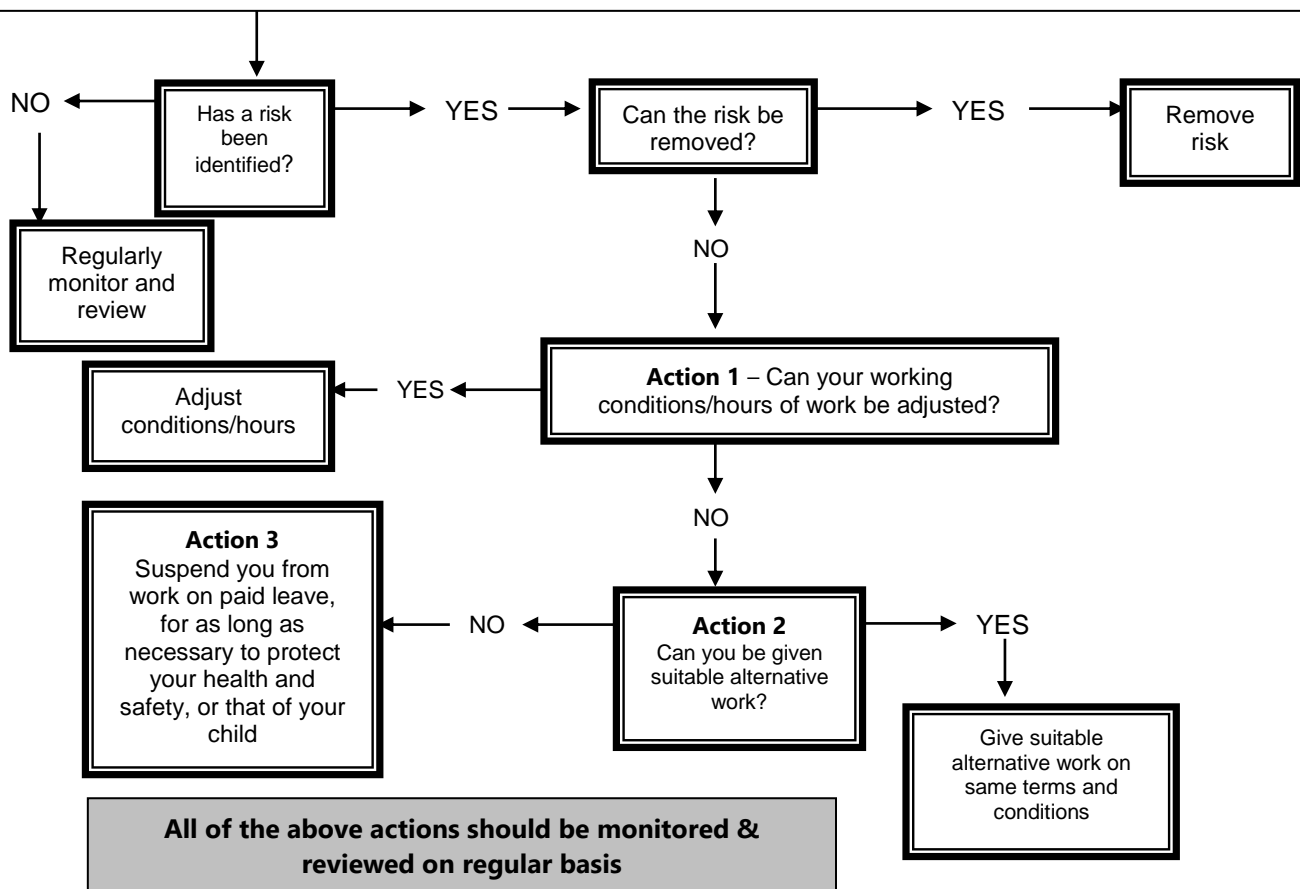 NO
Has a risk
been
identified?
YES
Can the risk be
removed?
YES
Remove
risk
Regularly
monitor and
review
NO
Action 1 – Can your working
conditions/hours of work be adjusted?
YES
Adjust
conditions/hours
NO
Action 3
Suspend you from
work on paid leave,
for as long as
necessary to protect
your health and
safety, or that of your
child
NO
Action 2
Can you be given
suitable alternative
work?
YES
Give suitable
alternative work on
same terms and
conditions
All of the above actions should be monitored &
reviewed on regular basis